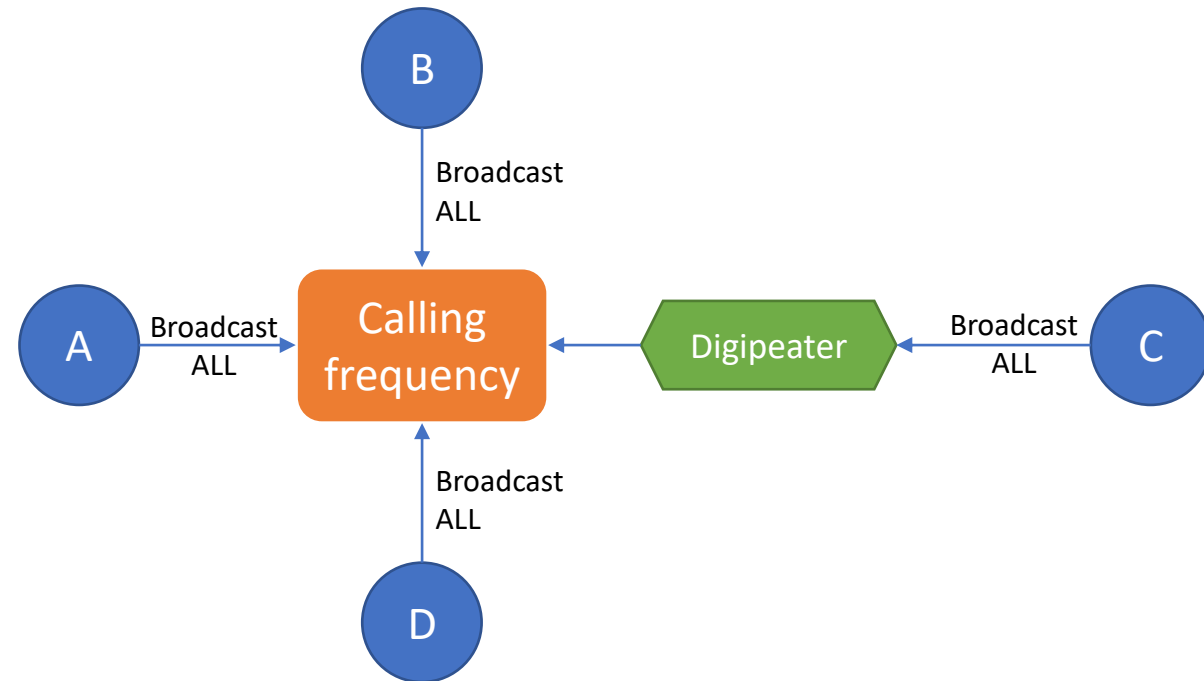 B
Broadcast
ALL
A
Broadcast
ALL
Calling
frequency
Digipeater
Broadcast
ALL
C
Broadcast
ALL
D